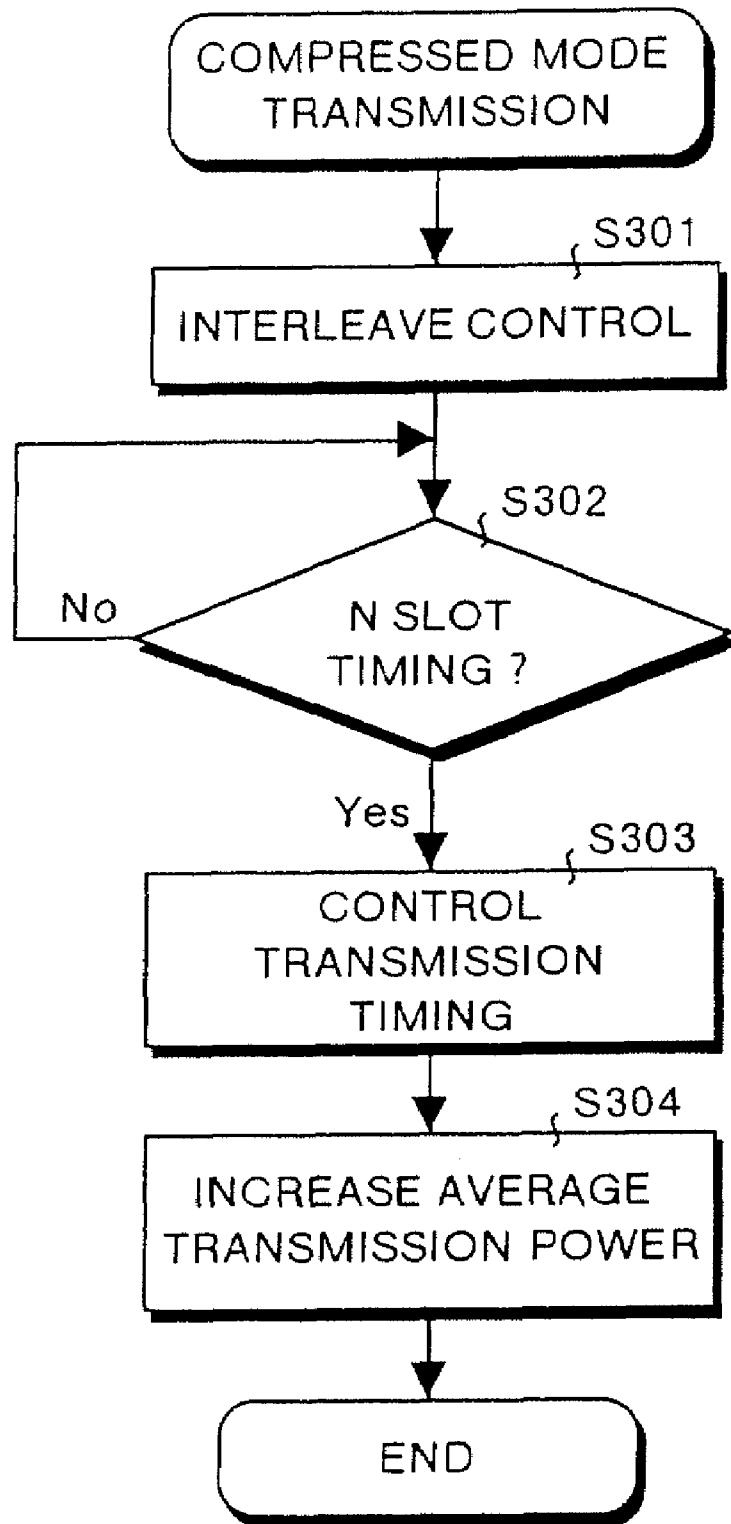 COMPRESSED MODE
TRANSMISSION
S301
INTERLEAVE CONTROL
S302
N SLOT
TIMING ?
No
Yes
S303
CONTROL
TRANSMISSION
TIMING
S304
INCREASE AVERAGE
TRANSMISSION POWER
END